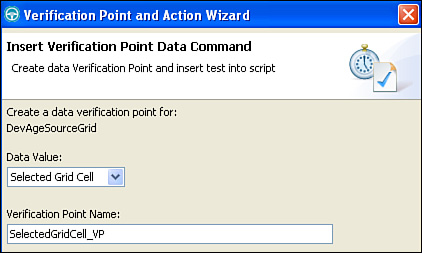 Verification Point and Action Wizard
Insert Verification Point Data Command
Create data Verification Point and insert test into script
Create a data verification point for:
DevAgeSourceGrid
Data Value:
Selected Grid Cell
Verification Point Name:
SelectedGridCell_VP